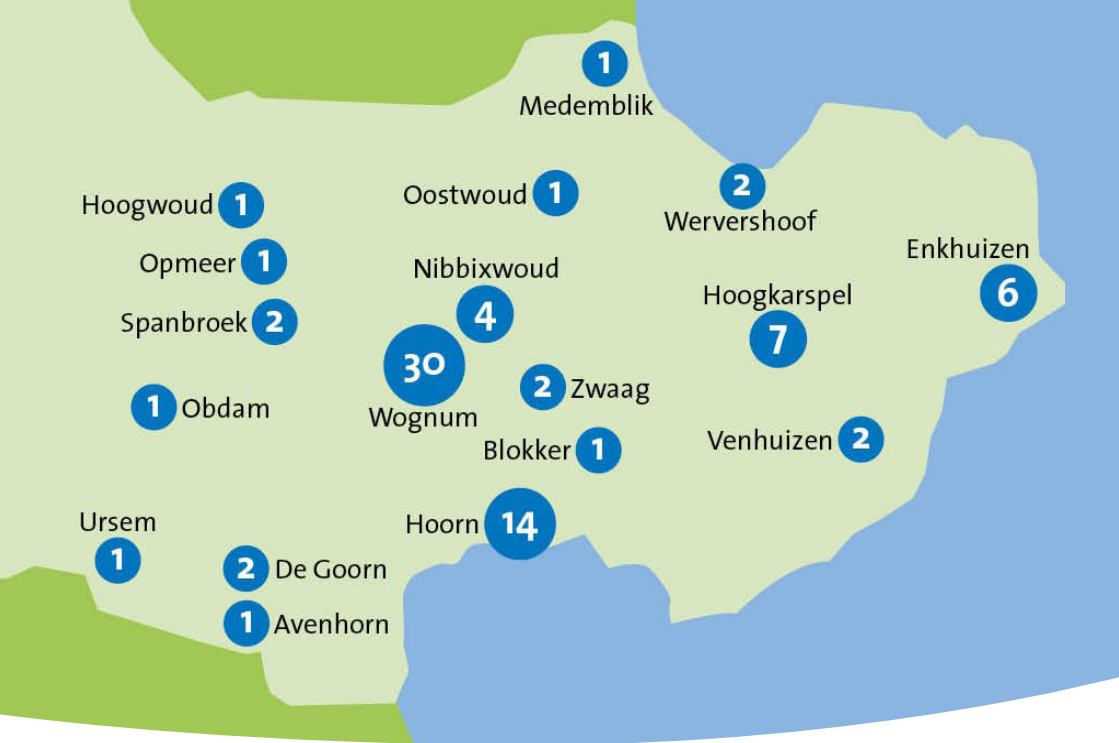 1
Medemblik
Hoogwoud 1
Oostwoud 1
2
Wervershoof
Opmeer 1
Nibbixwoud
4
Enkhuizen
6
Hoogkarspel
7
Spanbroek 2
30
Wognum
2 Zwaag
1 Obdam
Blokker 1
Venhuizen 2
Ursem
1
Hoorn 14
2 De Goorn
1 Avenhorn